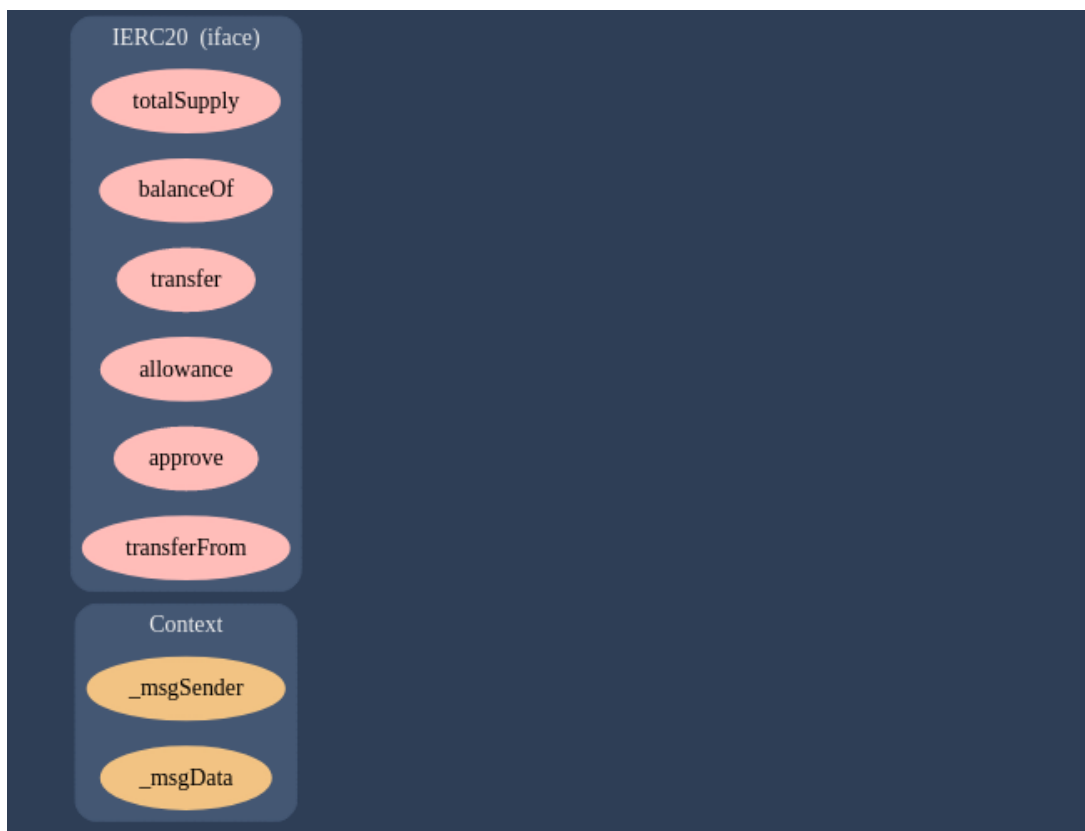 IERC20 (iface)
totalSupply
balanceOf
transfer
allowance
approve
transferFrom
Context
_msgSender
_msgData